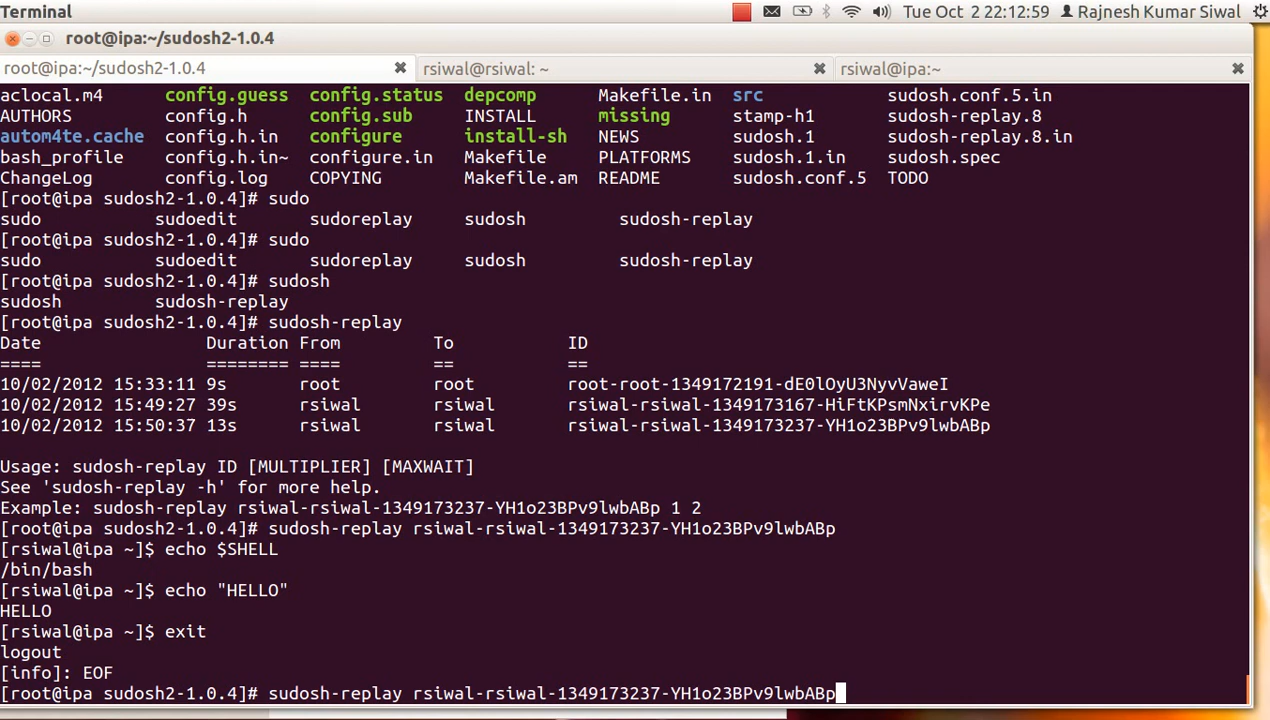 Terminal Tue Oct 2 22:12:59 Rajnesh Kumar Siwal
root@ipa:~/sudosh2-1.0.4
root@ipa:~/sudosh2-1.0.4 rsiwal@rsiwal: ~ rsiwal@ipa:~
aclocal.m4 config.guess config.status depcomp Makefile.in src sudosh.conf.5.in
AUTHORS config.h config.sub INSTALL missing stamp-h1 sudosh-replay.8
autom4te.cache config.h.in configure install-sh NEWS sudosh.1 sudosh-replay.8.in
bash_profile config.h.in~ configure.in Makefile PLATFORMS sudosh.1.in sudosh.spec
ChangeLog config.log COPYING Makefile.am README sudosh.conf.5 TODO
[root@ipa sudosh2-1.0.4]# sudo
sudo sudoedit sudoreplay sudosh sudosh-replay
[root@ipa sudosh2-1.0.4]# sudo
sudo sudoedit sudoreplay sudosh sudosh-replay
[root@ipa sudosh2-1.0.4]# sudosh
sudosh sudosh-replay
[root@ipa sudosh2-1.0.4]# sudosh-replay
Date Duration From To ID
==== ======== ==== == ==
10/02/2012 15:33:11 9s root root root-root-1349172191-dE0lOyU3NyvVaweI
10/02/2012 15:49:27 39s rsiwal rsiwal rsiwal-rsiwal-1349173167-HiFtKPsmNxirvKPe
10/02/2012 15:50:37 13s rsiwal rsiwal rsiwal-rsiwal-1349173237-YH1o23BPv9lwbABp
Usage: sudosh-replay ID [MULTIPLIER] [MAXWAIT]
See 'sudosh-replay -h' for more help.
Example: sudosh-replay rsiwal-rsiwal-1349173237-YH1o23BPv9lwbABp 1 2
[root@ipa sudosh2-1.0.4]# sudosh-replay rsiwal-rsiwal-1349173237-YH1o23BPv9lwbABp
[rsiwal@ipa ~]$ echo $SHELL
/bin/bash
[rsiwal@ipa ~]$ echo "HELLO"
HELLO
[rsiwal@ipa ~]$ exit
logout
[info]: EOF
[root@ipa sudosh2-1.0.4]# sudosh-replay rsiwal-rsiwal-1349173237-YH1o23BPv9lwbABp